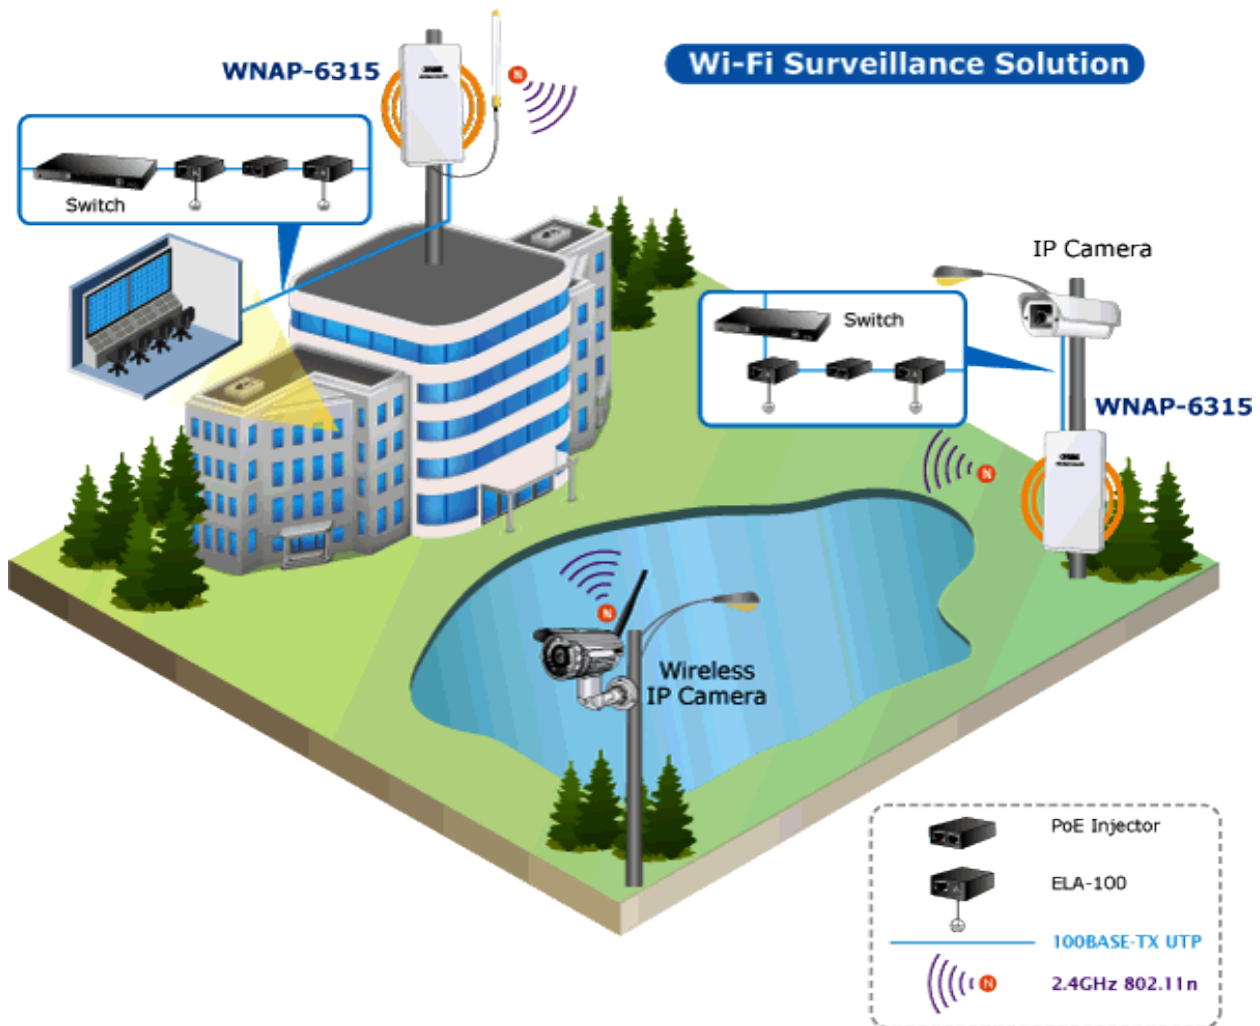 Wi-Fi Surveillance Solution
WNAP-6315
Switch
IP Camera
Switch
WNAP-6315
N
N
N
Wireless
IP Camera
PoE Injector
ELA-100
100BASE-TX UTP
N
2.4GHz 802.11n